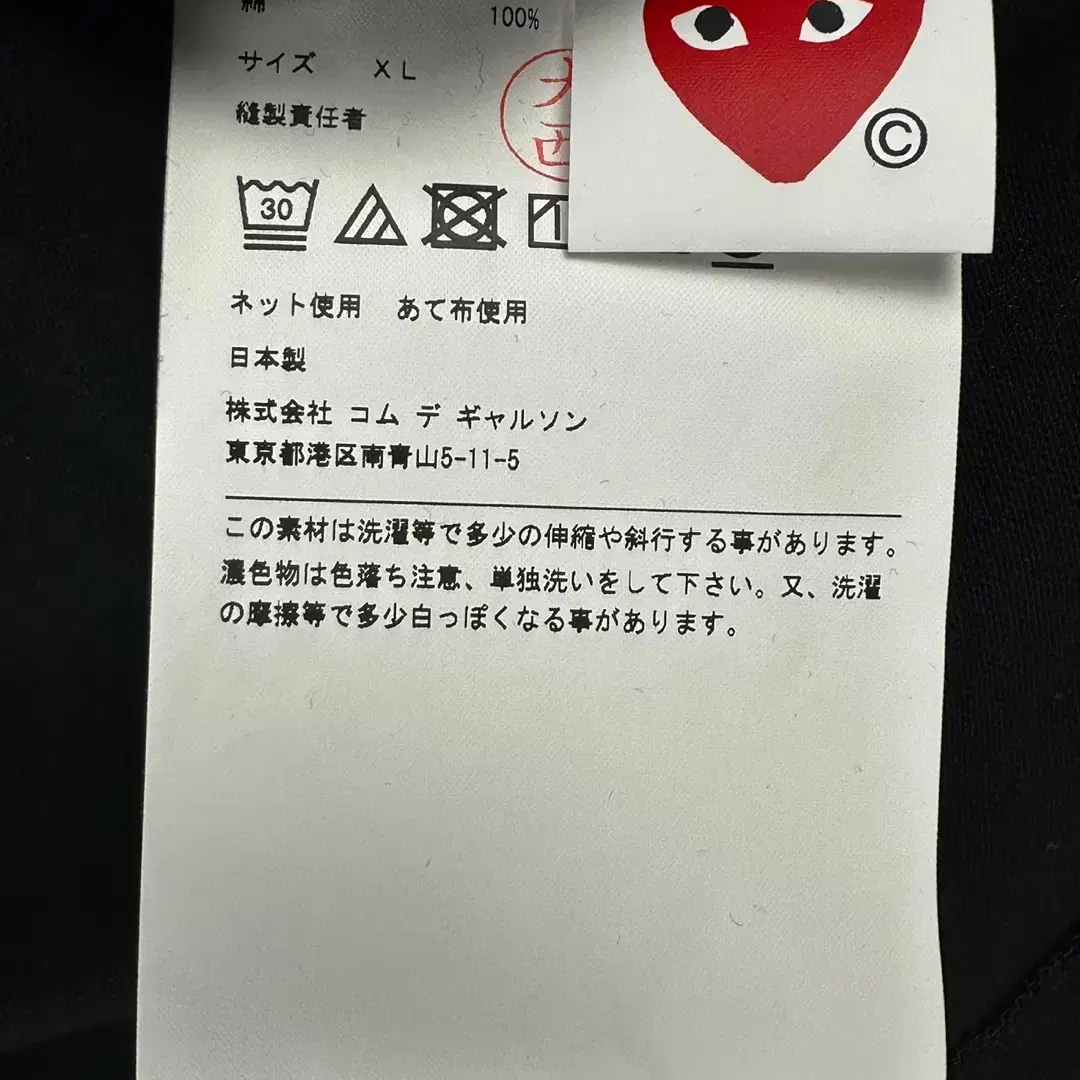 綿 100%
サイズ XL
縫製責任者
30
ネット使用 あて布使用
日本製
株式会社 コム デ ギャルソン
東京都港区南青山5-11-5
この素材は洗濯等で多少の伸縮や斜行する事があります。
濃色物は色落ち注意、単独洗いをして下さい。又、洗濯
の摩擦等で多少白っぽくなる事があります。
©